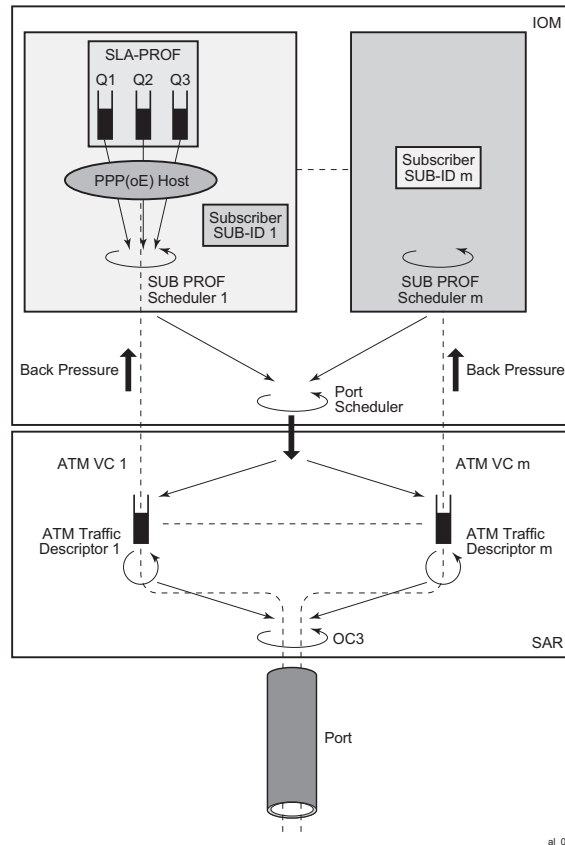 IOM
SLA-PROF
Q1 Q2 Q3
PPP(oE) Host
Subscriber
SUB-ID 1
SUB PROF
Scheduler 1
Subscriber
SUB-ID m
SUB PROF
Scheduler m
Back Pressure
Back Pressure
Port
Scheduler
ATM VC 1
ATM VC m
ATM Traffic
Descriptor 1
ATM Traffic
Descriptor m
OC3
SAR
Port
al_0